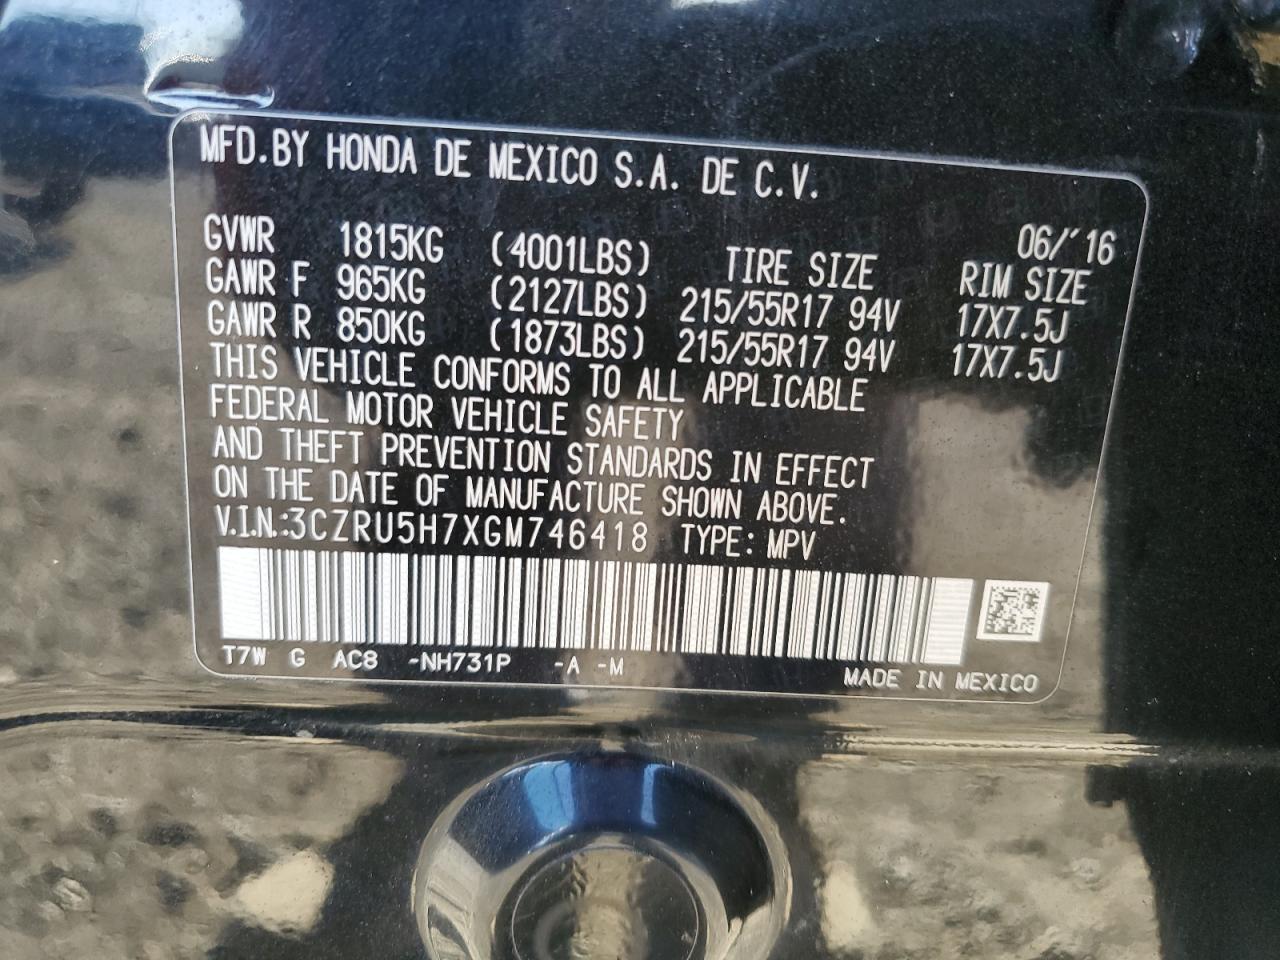 MFD.BY HONDA DE MEXICO S.A. DE C.V.
06/'16
GVWR 1815KG (4001LBS) TIRE SIZE RIM SIZE
GAWR F 965KG (2127LBS) 215/55R17 94V 17X7.5J
GAWR R 850KG (1873LBS) 215/55R17 94V 17X7.5J
THIS VEHICLE CONFORMS TO ALL APPLICABLE
FEDERAL MOTOR VEHICLE SAFETY
AND THEFT PREVENTION STANDARDS IN EFFECT
ON THE DATE OF MANUFACTURE SHOWN ABOVE.
V.I.N.:3CZRU5H7XGM746418 TYPE: MPV
T7W G AC8 -NH731P -A -M
MADE IN MEXICO